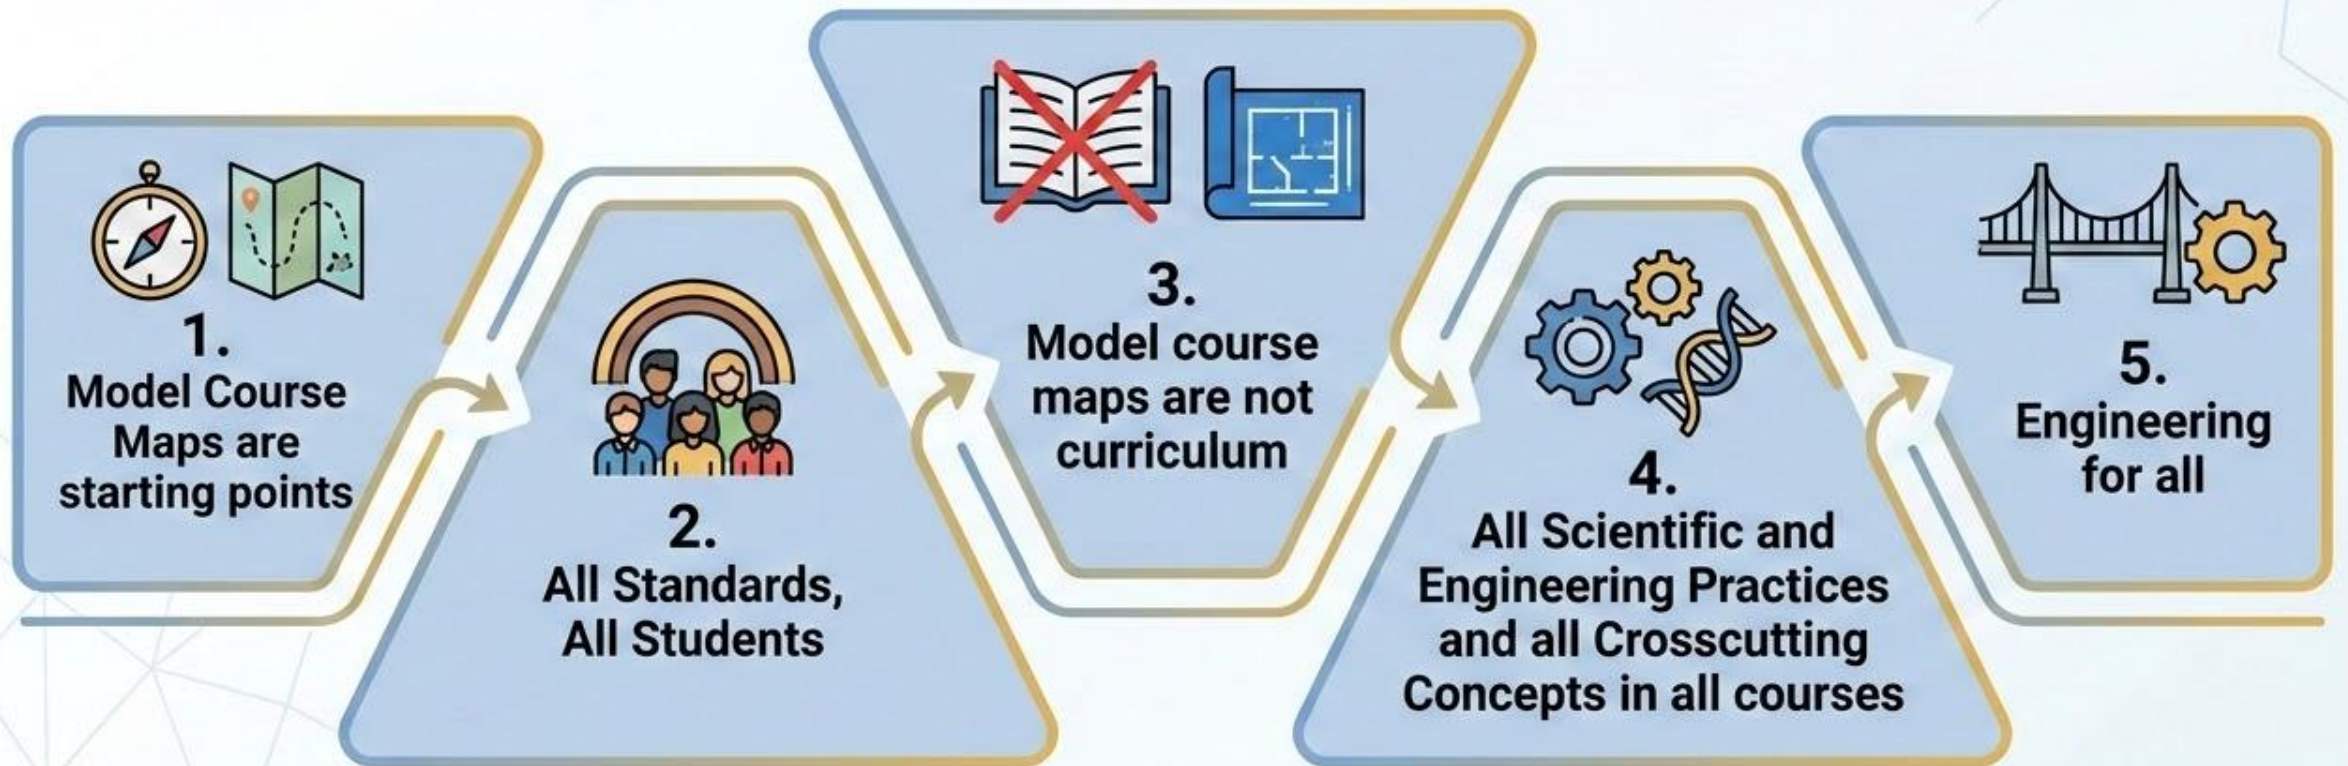 1.
Model Course
Maps are
starting points
2.
All Standards,
All Students
3.
Model course
maps are not
curriculum
4.
All Scientific and
Engineering Practices
and all Crosscutting
Concepts in all courses
5.
Engineering
for all